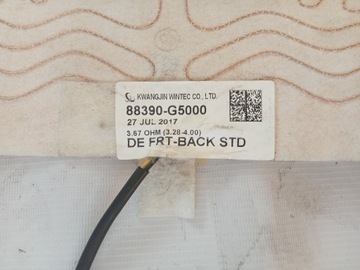 KWANGJIN WINTEC CO., LTD.
88390-G5000
27 JUL 2017
3.67 OHM (3.28-4.00)
DE FRT-BACK STD